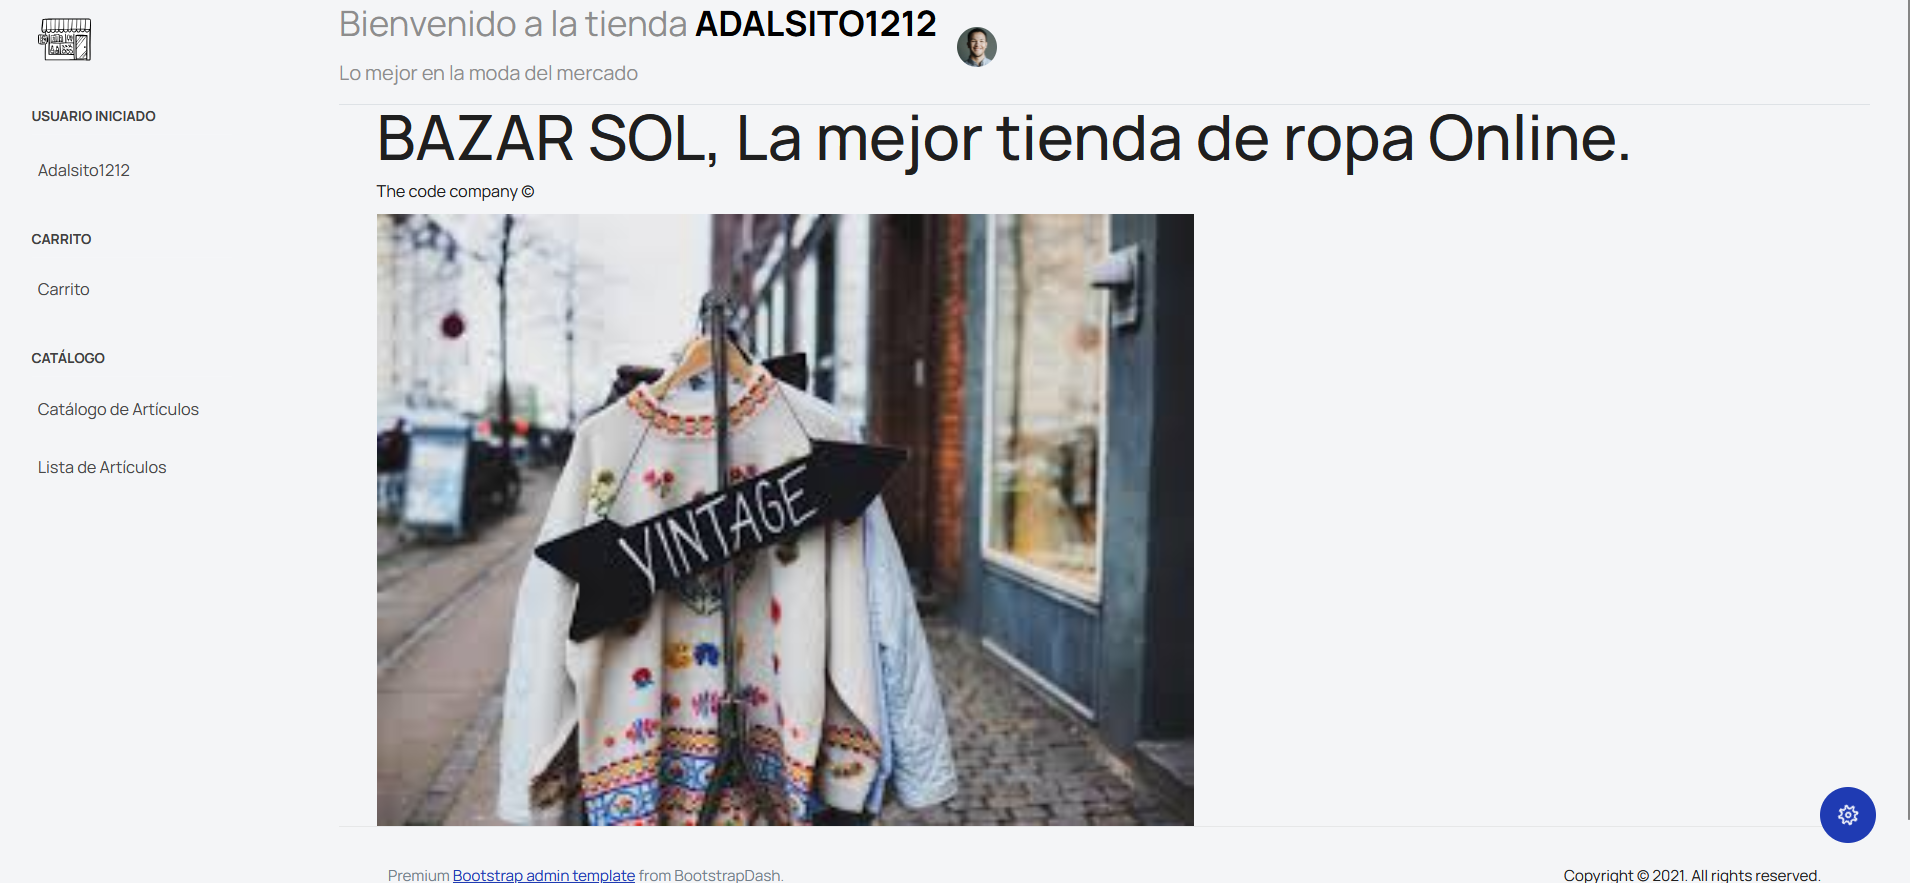 Bienvenido a la tienda ADALSITO1212
Lo mejor en la moda del mercado
USUARIO INICIADO
Adalsito1212
CARRITO
Carrito
CATÁLOGO
Catálogo de Artículos
Lista de Artículos
BAZAR SOL, La mejor tienda de ropa Online.
The code company ©
VINTAGE
Premium Bootstrap admin template from BootstrapDash.
Copyright © 2021. All rights reserved.